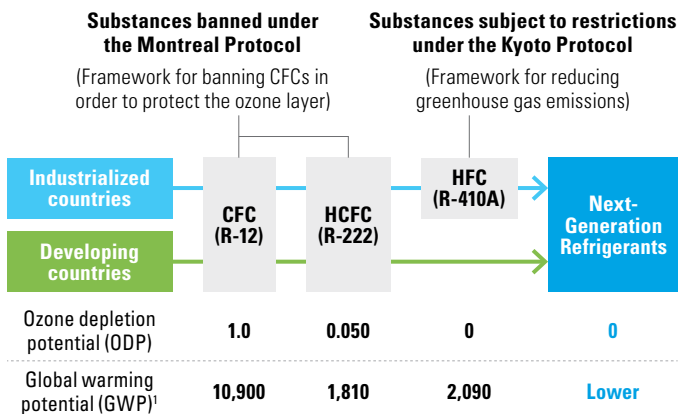 Substances banned under
the Montreal Protocol
(Framework for banning CFCs in
order to protect the ozone layer)
Substances subject to restrictions
under the Kyoto Protocol
(Framework for reducing
greenhouse gas emissions)
Industrialized
countries
Developing
countries
CFC
(R-12)
HCFC
(R-222)
HFC
(R-410A)
Next-
Generation
Refrigerants
Ozone depletion
potential (ODP)
1.0
0.050
0
0
Global warming
potential (GWP)¹
10,900
1,810
2,090
Lower